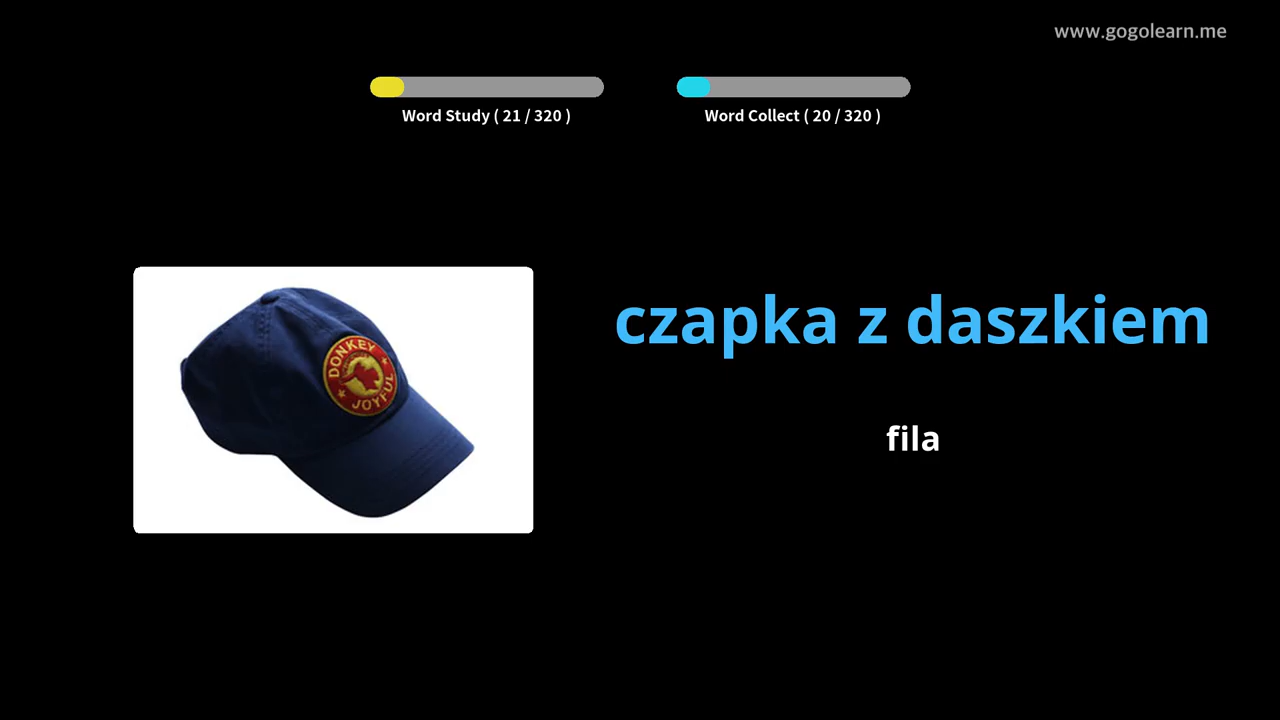 www.gogolearn.me
Word Study ( 21 / 320 )
Word Collect ( 20 / 320 )
DONKEY
JOYFUL
czapka z daszkiem
fila